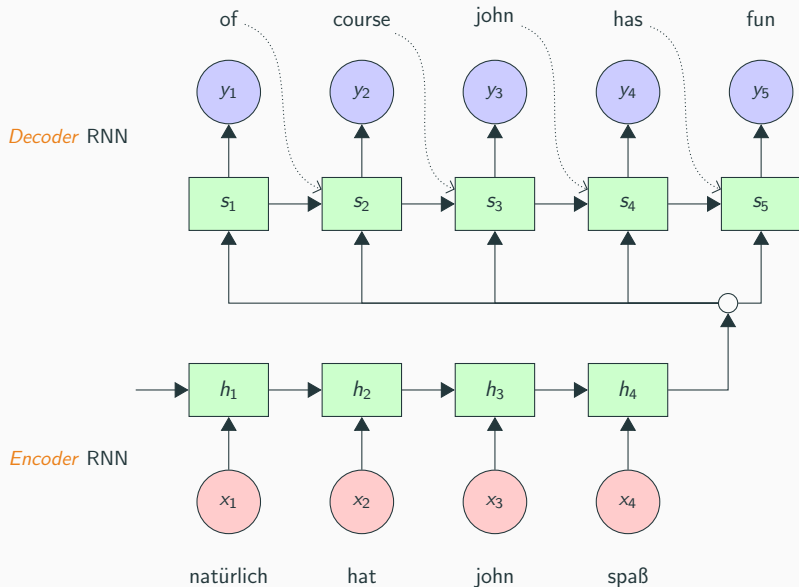 of course john has fun
y1 y2 y3 y4 y5
Decoder RNN
s1 s2 s3 s4 s5
h1 h2 h3 h4
Encoder RNN
x1 x2 x3 x4
natürlich hat john spaß